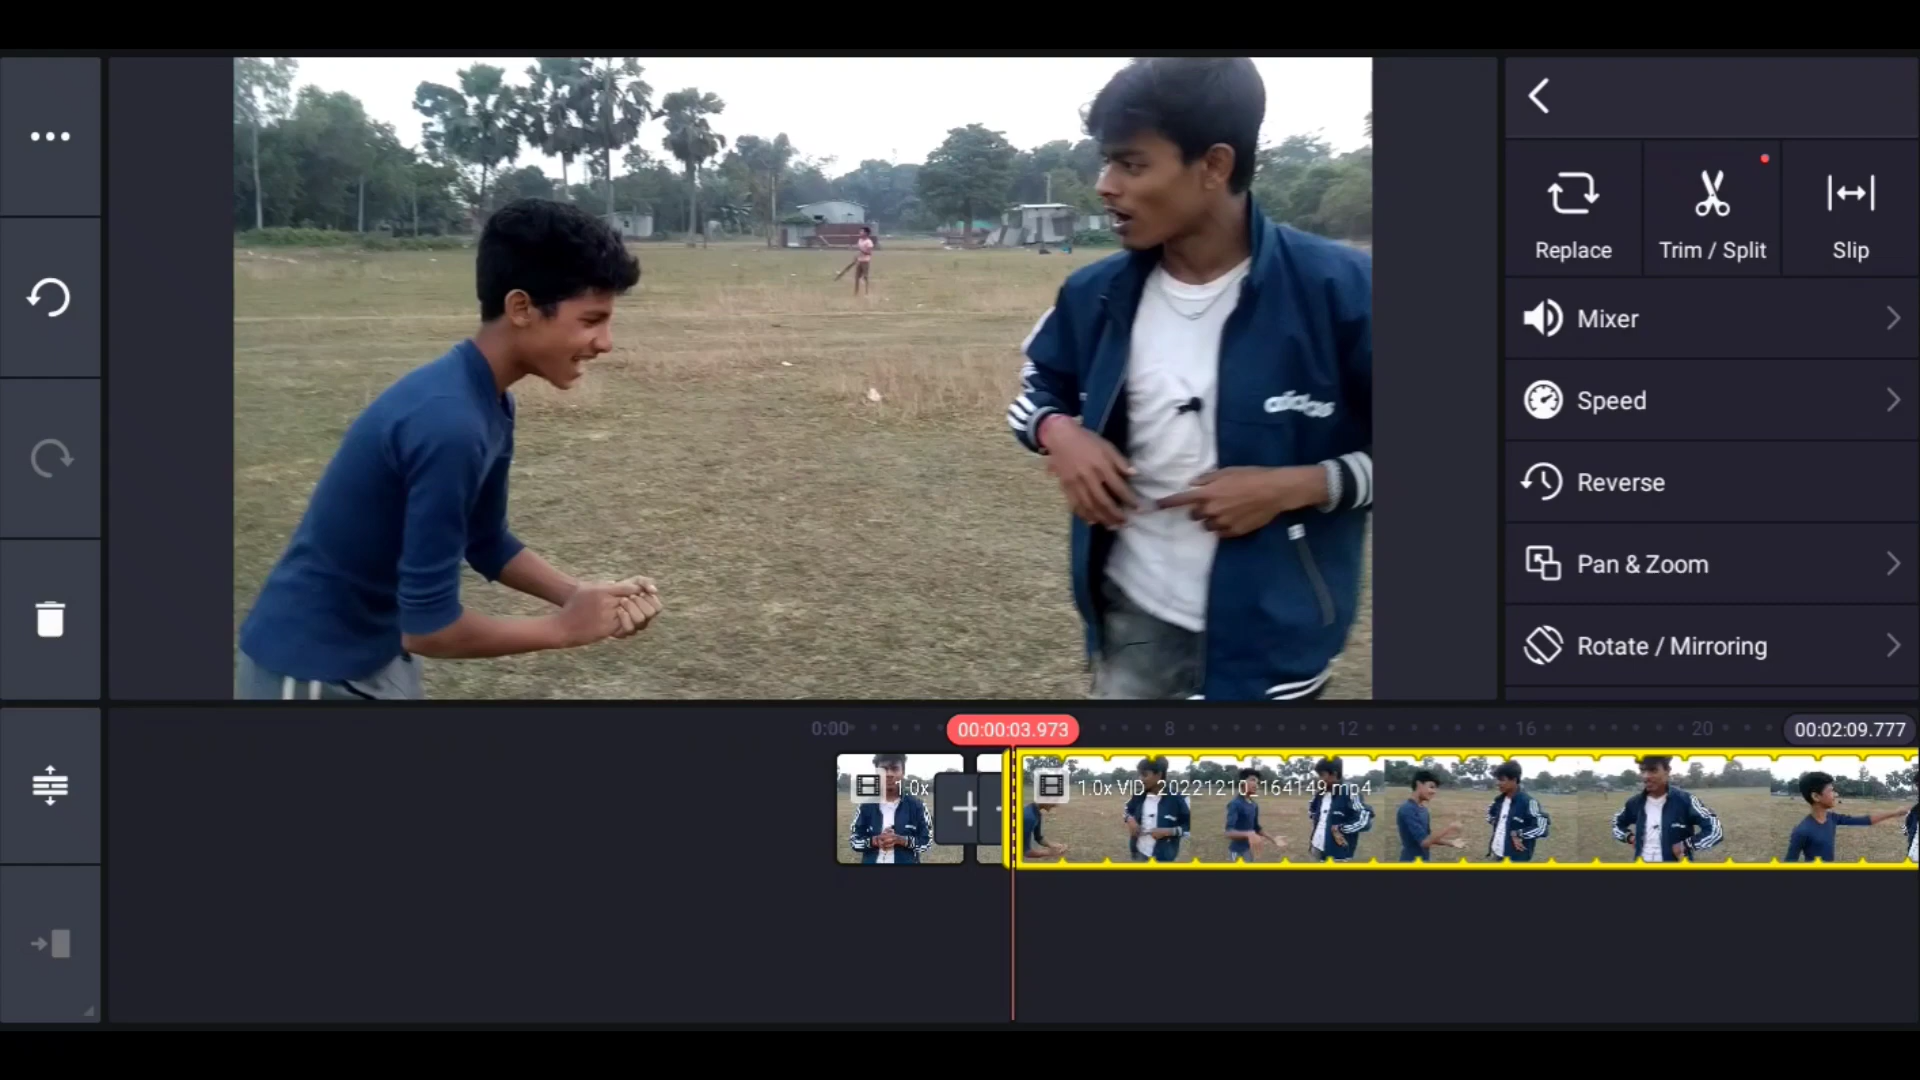 adidas
Replace
Trim / Split
Slip
Mixer
Speed
Reverse
Pan & Zoom
Rotate / Mirroring
0:00
00:00:03.973
8
12
16
20
00:02:09.777
1.0x
1.0x VID_20221210_164149.mp4